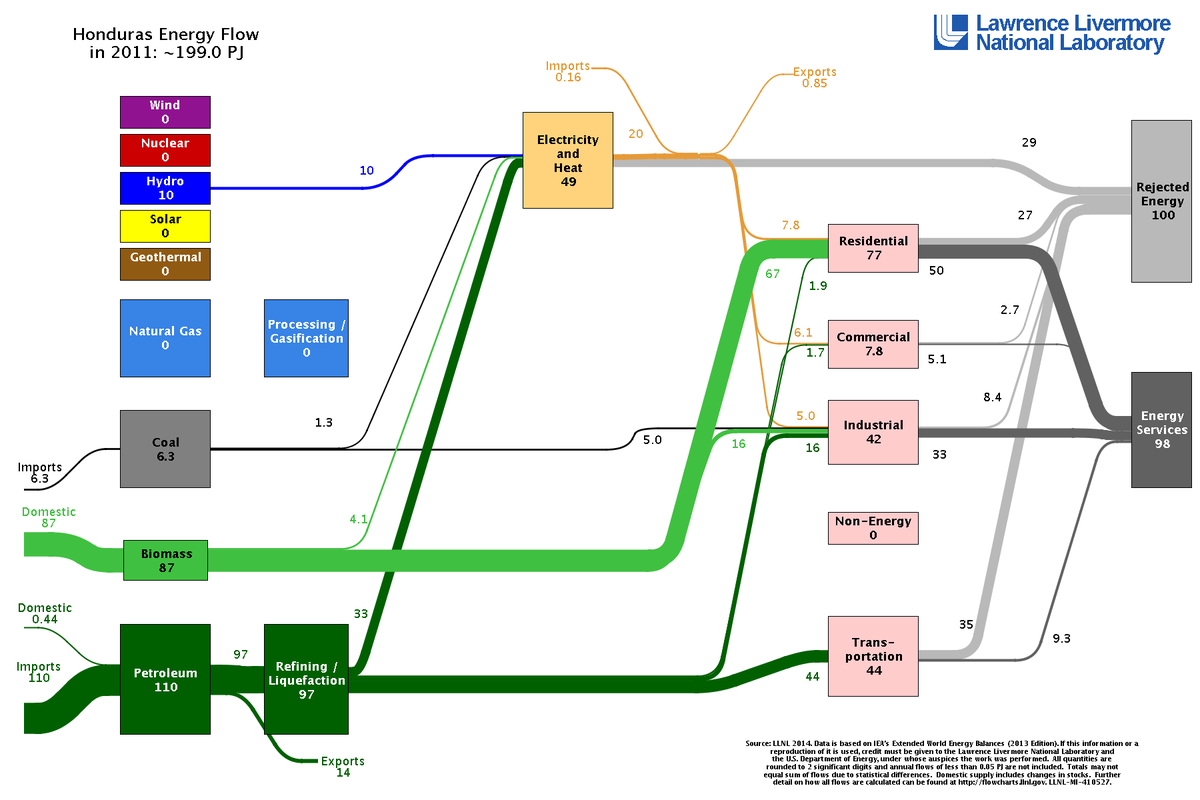 Honduras Energy Flow
in 2011: ~199.0 PJ
Lawrence Livermore
National Laboratory
Imports
0.16
Exports
0.85
Wind
0
Nuclear
0
Hydro
10
Solar
0
Geothermal
0
Natural Gas
0
Processing /
Gasification
0
Coal
6.3
Imports
6.3
Domestic
87
Biomass
87
Domestic
0.44
Imports
110
Petroleum
110
97
Refining /
Liquefaction
97
Exports
14
10
1.3
4.1
33
Electricity
and
Heat
49
20
29
7.8
67
1.9
Residential
77
27
50
6.1
1.7
Commercial
7.8
2.7
5.1
5.0
5.0
16
16
Industrial
42
8.4
33
Non-Energy
0
44
Trans-
portation
44
35
9.3
Rejected
Energy
100
Energy
Services
98
Source: LLNL 2014. Data is based on IEA's Extended World Energy Balances (2013 Edition). If this information or a
reproduction of it is used, credit must be given to the Lawrence Livermore National Laboratory and
the U.S. Department of Energy, under whose auspices the work was performed. All quantities are
rounded to 2 significant digits and annual flows of less than 0.05 PJ are not included. Totals may not
equal sum of flows due to statistical differences. Domestic supply includes changes in stocks. Further
detail on how all flows are calculated can be found at http://flowcharts.llnl.gov. LLNL-MI-410527.